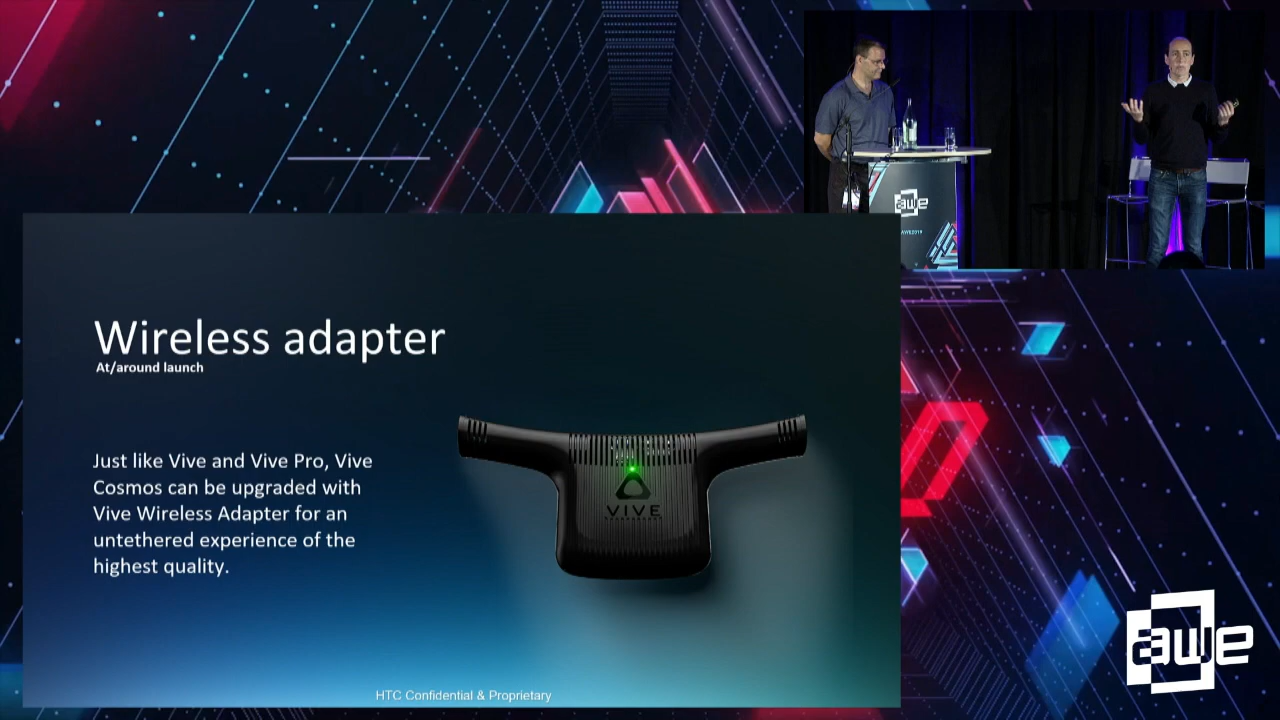 Wireless adapter
At/around launch
Just like Vive and Vive Pro, Vive
Cosmos can be upgraded with
Vive Wireless Adapter for an
untethered experience of the
highest quality.
VIVE
HTC Confidential & Proprietary
awe
awe